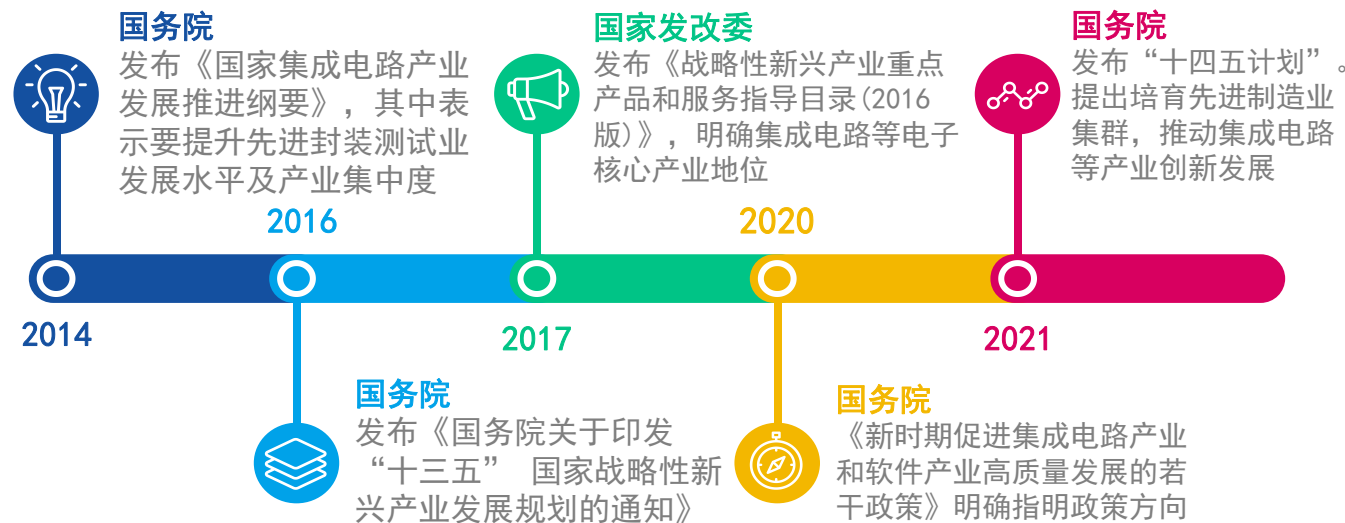 国务院
发布《国家集成电路产业
发展推进纲要》，其中表
示要提升先进封装测试业
发展水平及产业集中度
国家发改委
发布《战略性新兴产业重点
产品和服务指导目录(2016
版)》，明确集成电路等电子
核心产业地位
国务院
发布“十四五计划”。
提出培育先进制造业
集群，推动集成电路
等产业创新发展
2016
2020
2014
2017
2021
国务院
发布《国务院关于印发
“十三五” 国家战略性新
兴产业发展规划的通知》
国务院
《新时期促进集成电路产业
和软件产业高质量发展的若
干政策》明确指明政策方向